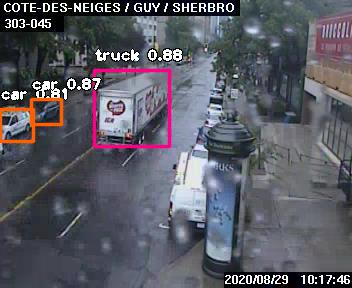 COTE-DES-NEIGES / GUY / SHERBRO
303-045
truck 0.88
car 0.87
car 0.81
IGA
2020/08/29 10:17:46